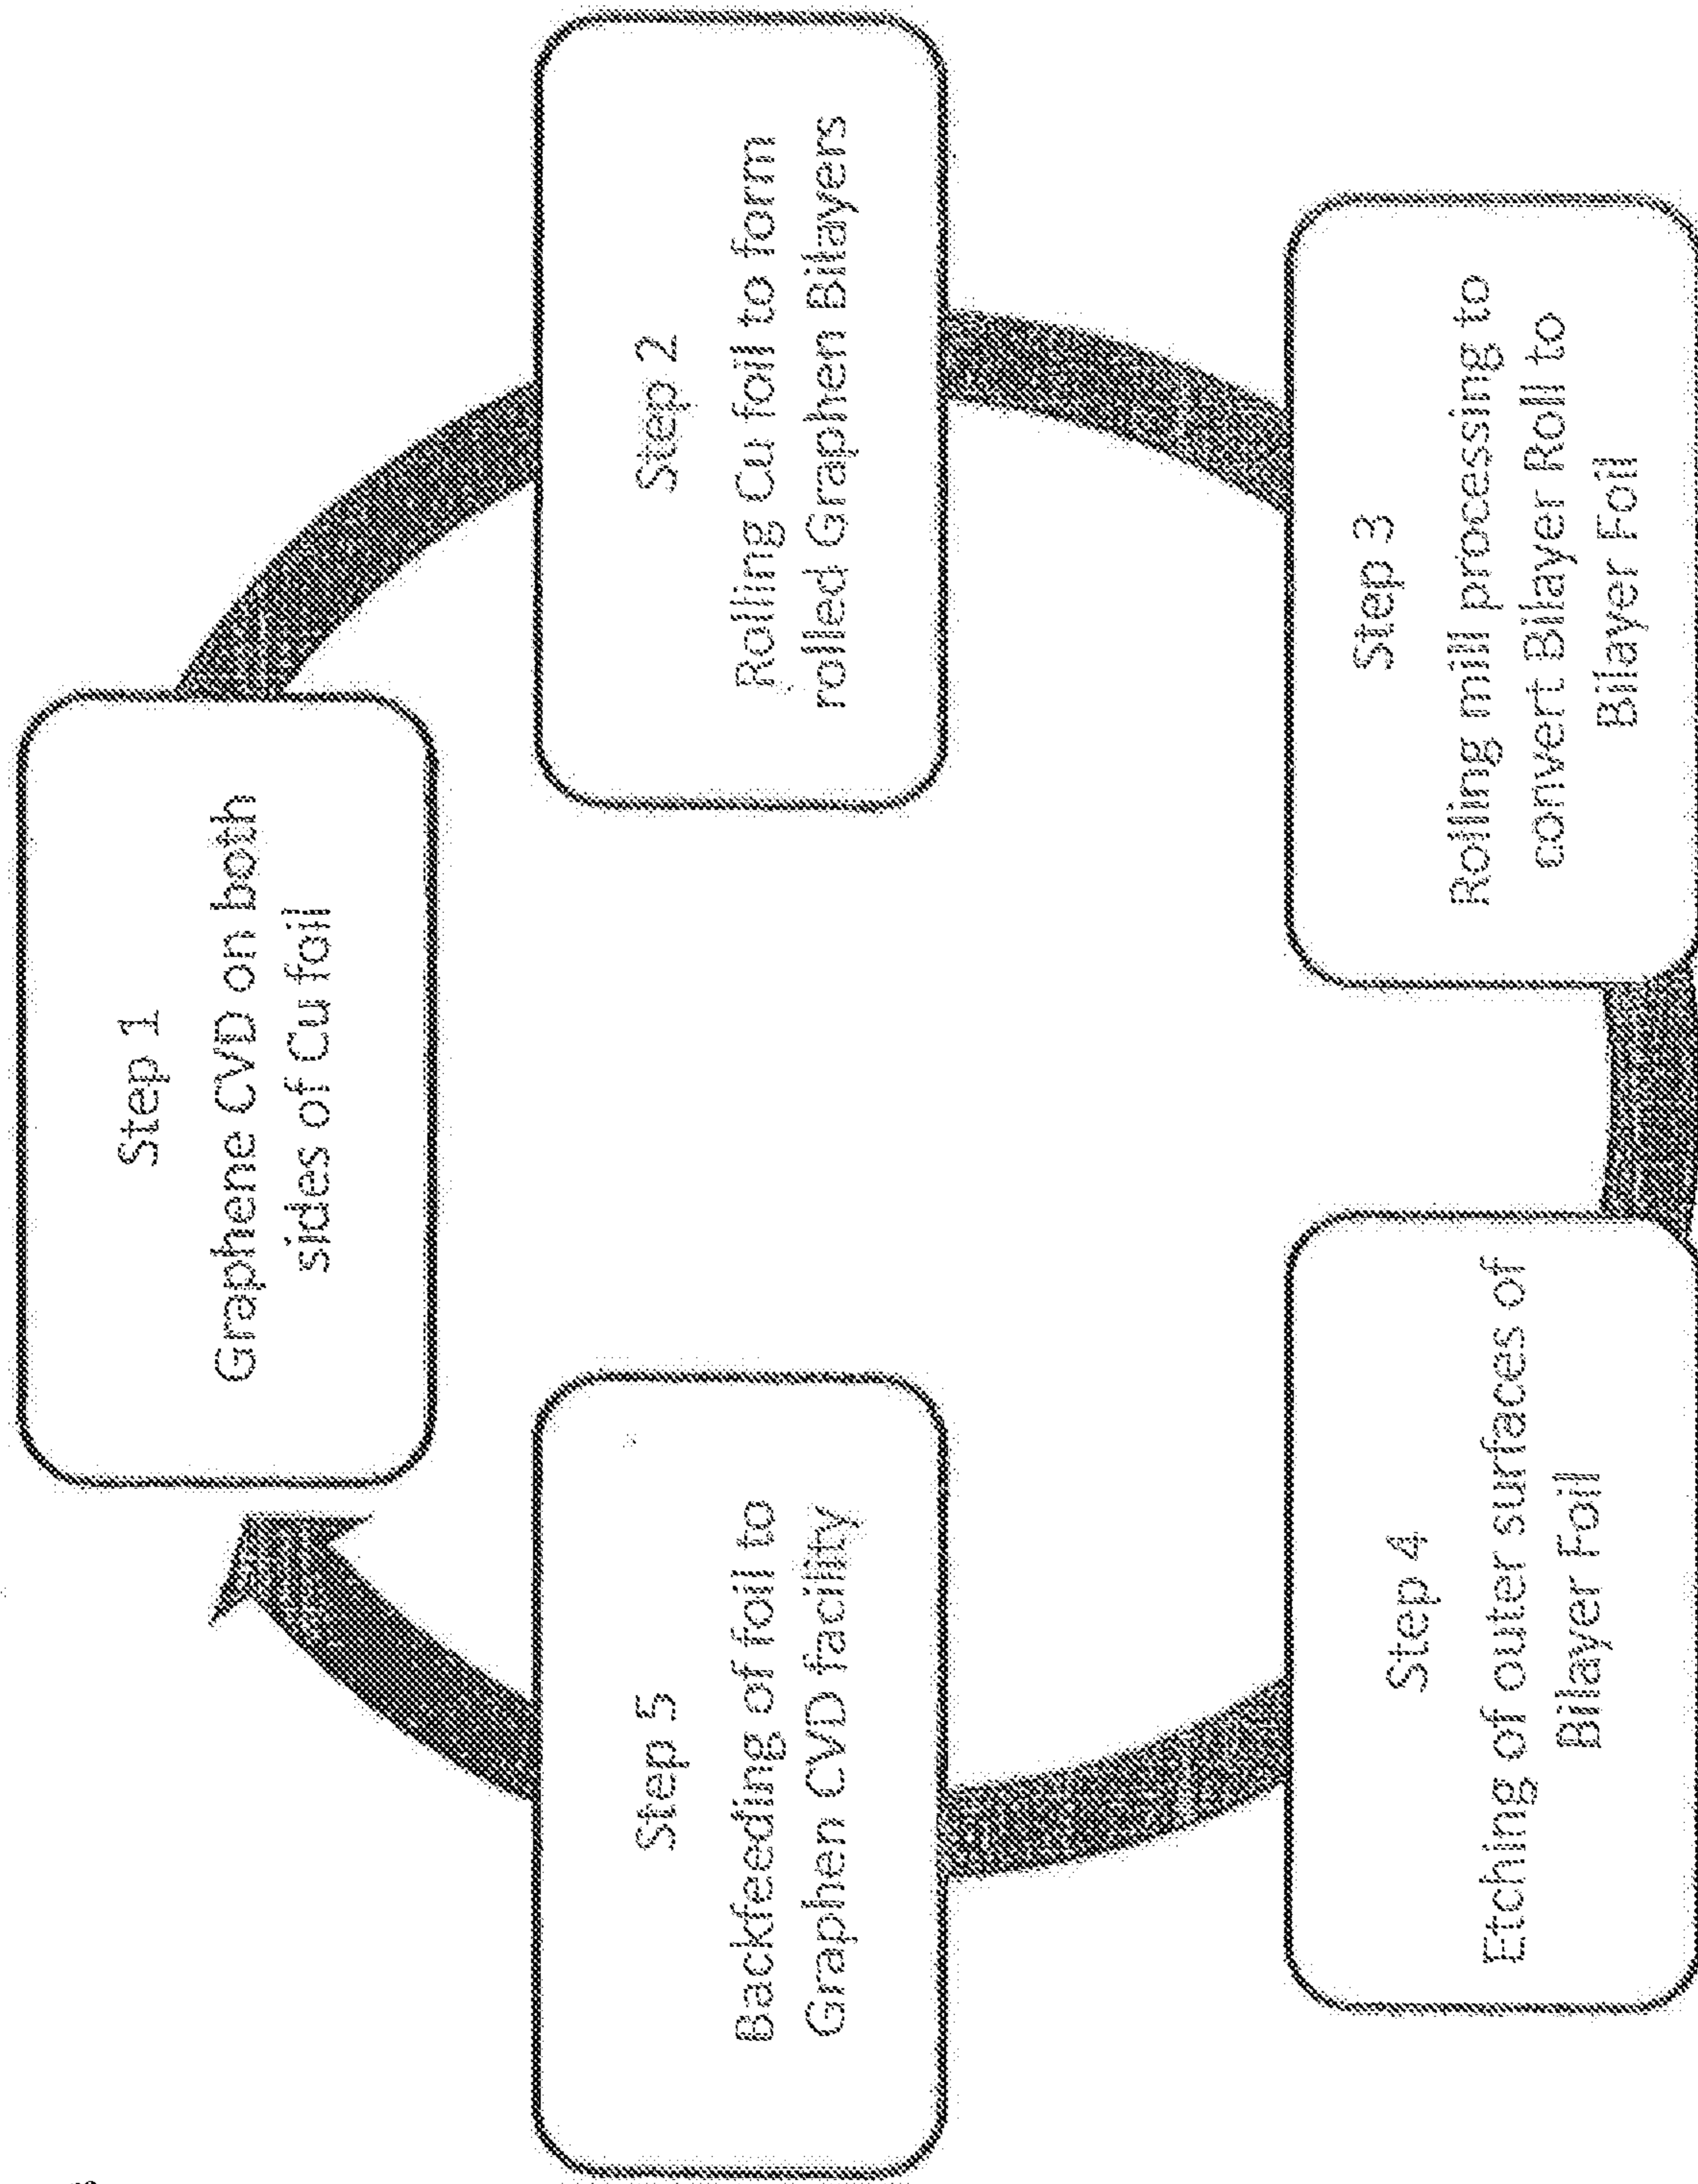 Step 1
Graphene CVD on both
sides of Cu foil
Step 2
Rolling Cu foil to form
rolled Graphen Bilayers
Step 3
Rolling mill processing to
convert Bilayer Roll to
Bilayer Foil
Step 4
Etching of outer surfaces of
Bilayer Foil
Step 5
Backfeeding of foil to
Graphen CVD facility